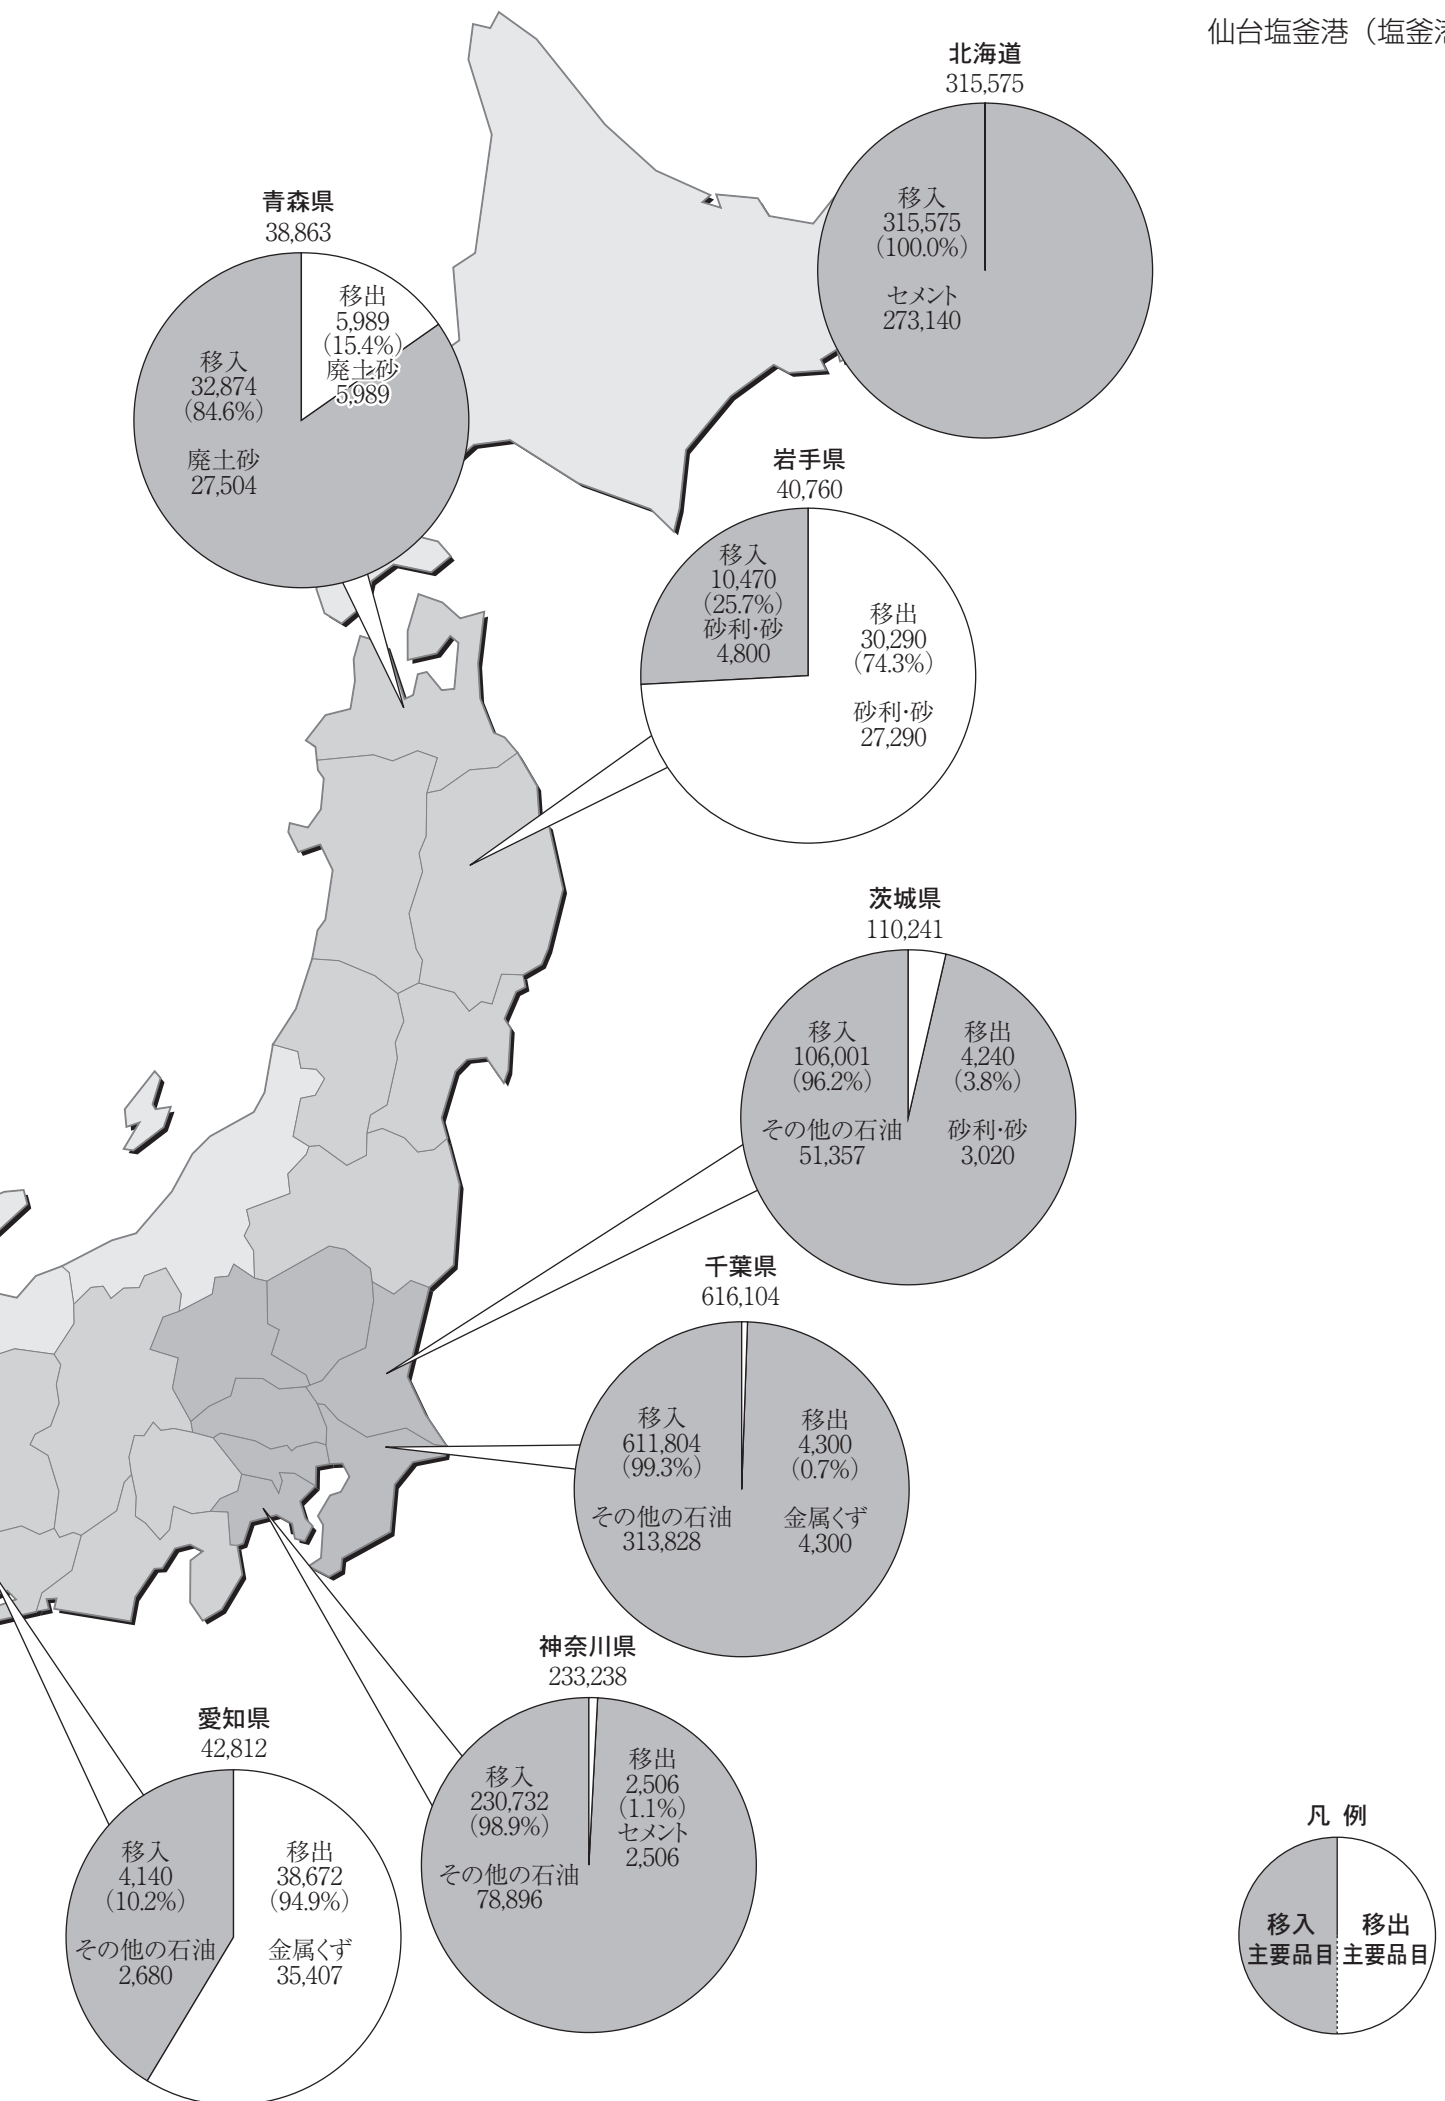 仙台塩釜港（塩釜
北海道
315,575
移入
315,575
（100.0%）
セメント
273,140
青森県
38,863
移出
5,989
（15.4%）
廃土砂
5,989
移入
32,874
（84.6%）
廃土砂
27,504
岩手県
40,760
移入
10,470
（25.7%）
砂利・砂
4,800
移出
30,290
（74.3%）
砂利・砂
27,290
茨城県
110,241
移入
106,001
（96.2%）
その他の石油
51,357
移出
4,240
（3.8%）
砂利・砂
3,020
千葉県
616,104
移入
611,804
（99.3%）
その他の石油
313,828
移出
4,300
（0.7%）
金属くず
4,300
神奈川県
233,238
移入
230,732
（98.9%）
その他の石油
78,896
移出
2,506
（1.1%）
セメント
2,506
愛知県
42,812
移入
4,140
（10.2%）
その他の石油
2,680
移出
38,672
（94.9%）
金属くず
35,407
凡 例
移入
主要品目
移出
主要品目